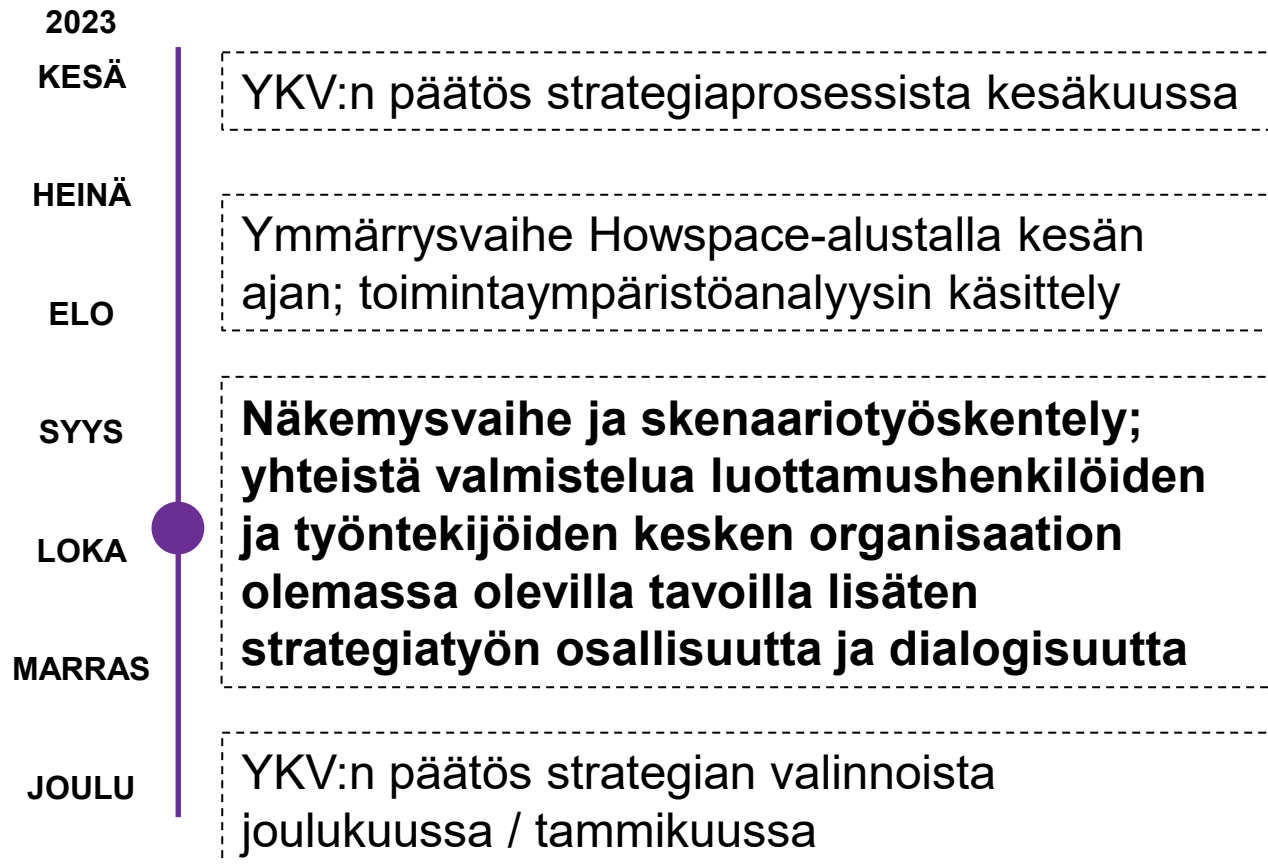 2023
KESÄ
YKV:n päätös strategiaprosessista kesäkuussa
HEINÄ
Ymmärrysvaihe Howspace-alustalla kesän
ajan; toimintaympäristöanalyysin käsittely
ELO
SYYS
Näkemysvaihe ja skenaariotyöskentely;
yhteistä valmistelua luottamushenkilöiden
ja työntekijöiden kesken organisaation
olemassa olevilla tavoilla lisäten
strategiatyön osallisuutta ja dialogisuutta
LOKA
MARRAS
JOULU
YKV:n päätös strategian valinnoista
joulukuussa / tammikuussa